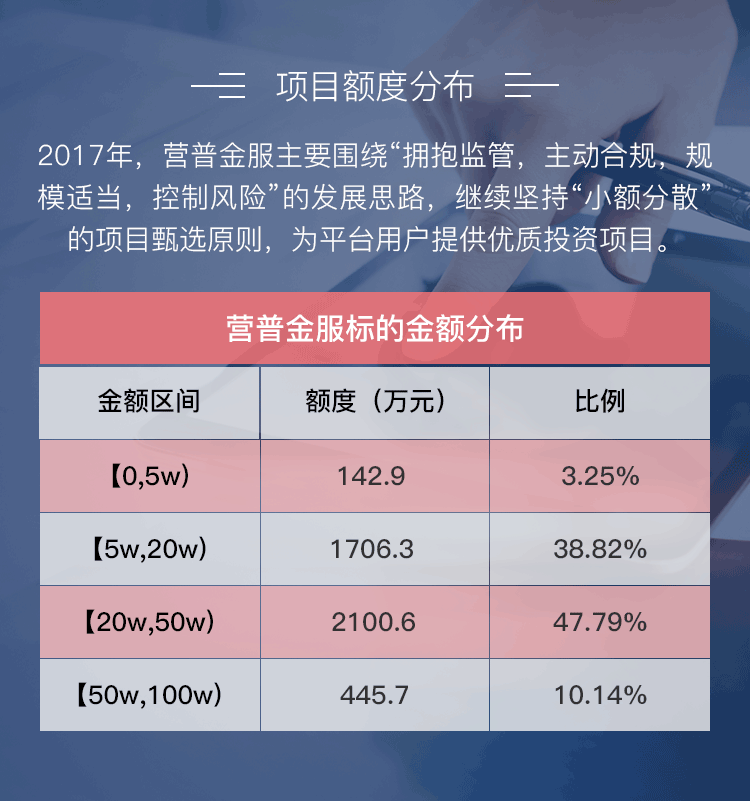 项目额度分布
2017年，营普金服主要围绕“拥抱监管，主动合规，规
模适当，控制风险”的发展思路，继续坚持“小额分散”
的项目甄选原则，为平台用户提供优质投资项目。
营普金服标的金额分布
金额区间 额度（万元） 比例
【0,5w) 142.9 3.25%
【5w,20w) 1706.3 38.82%
【20w,50w) 2100.6 47.79%
【50w,100w) 445.7 10.14%